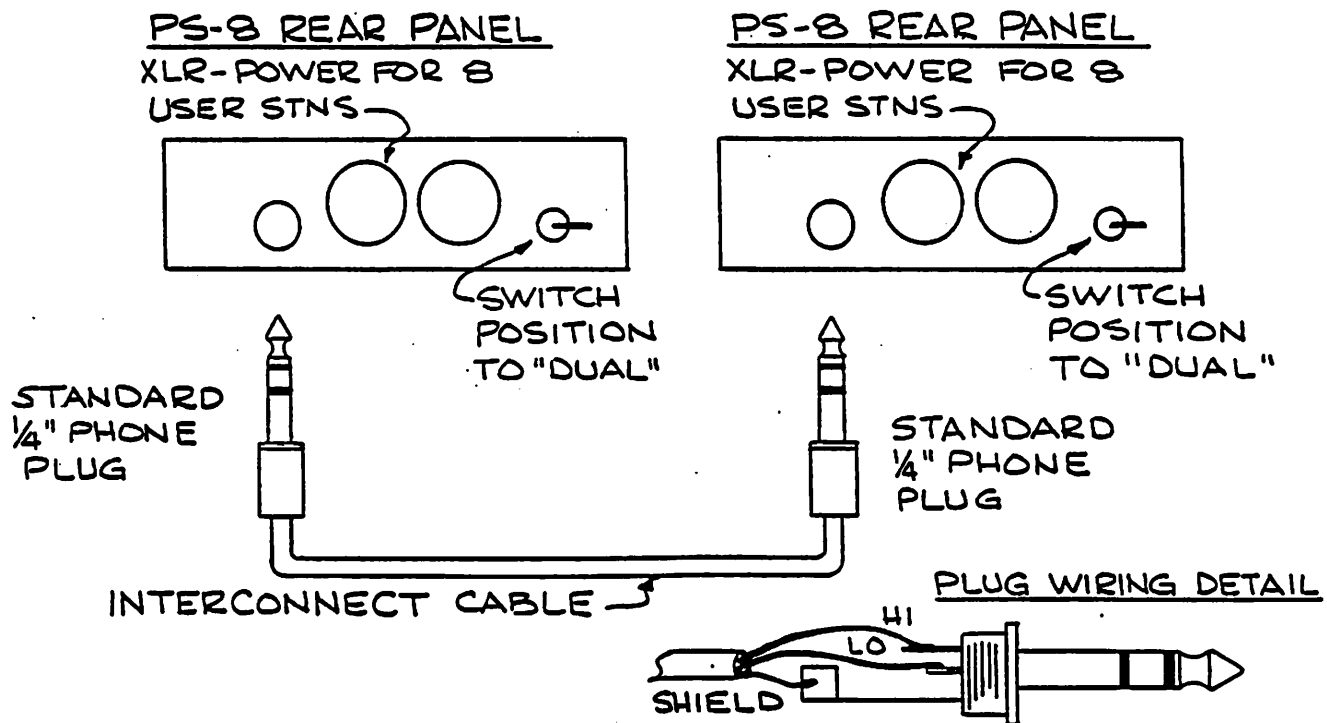 PS-8 REAR PANEL
XLR-POWER FOR 8
USER STNS
PS-8 REAR PANEL
XLR-POWER FOR 8
USER STNS
SWITCH
POSITION
TO "DUAL"
SWITCH
POSITION
TO "DUAL"
STANDARD
1/4" PHONE
PLUG
STANDARD
1/4" PHONE
PLUG
INTERCONNECT CABLE
PLUG WIRING DETAIL
HI
LO
SHIELD